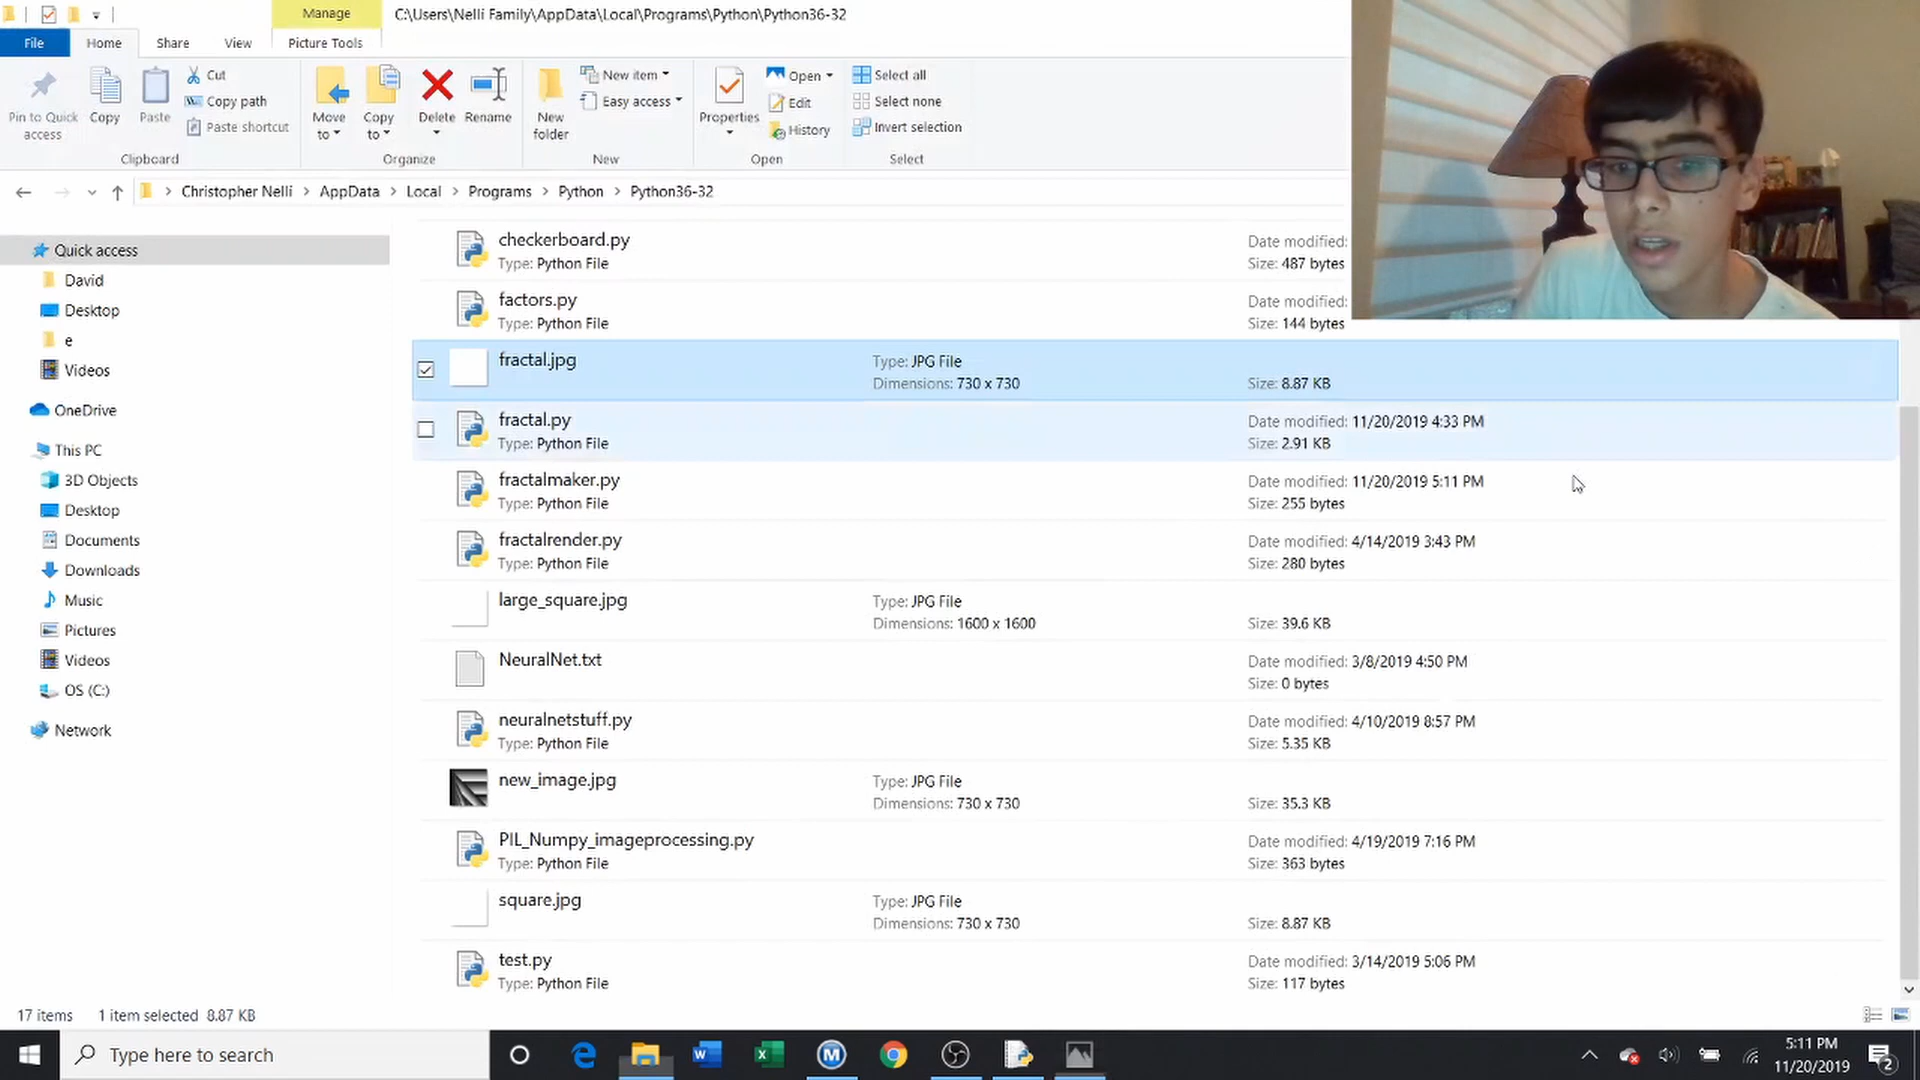 Manage
C:\Users\Nelli Family\AppData\Local\Programs\Python\Python36-32
File
Home
Share
View
Picture Tools
Pin to Quick access
Copy
Paste
Cut
Copy path
Paste shortcut
Clipboard
Move to
Copy to
Delete
Rename
Organize
New folder
New item
Easy access
New
Properties
Open
Edit
History
Open
Select all
Select none
Invert selection
Select
Christopher Nelli > AppData > Local > Programs > Python > Python36-32
Quick access
David
Desktop
e
Videos
OneDrive
This PC
3D Objects
Desktop
Documents
Downloads
Music
Pictures
Videos
OS (C:)
Network
checkerboard.py
Type: Python File
Date modified:
Size: 487 bytes
factors.py
Type: Python File
Date modified:
Size: 144 bytes
fractal.jpg
Type: JPG File
Dimensions: 730 x 730
Size: 8.87 KB
fractal.py
Type: Python File
Date modified: 11/20/2019 4:33 PM
Size: 2.91 KB
fractalmaker.py
Type: Python File
Date modified: 11/20/2019 5:11 PM
Size: 255 bytes
fractalrender.py
Type: Python File
Date modified: 4/14/2019 3:43 PM
Size: 280 bytes
large_square.jpg
Type: JPG File
Dimensions: 1600 x 1600
Size: 39.6 KB
NeuralNet.txt
Date modified: 3/8/2019 4:50 PM
Size: 0 bytes
neuralnetstuff.py
Type: Python File
Date modified: 4/10/2019 8:57 PM
Size: 5.35 KB
new_image.jpg
Type: JPG File
Dimensions: 730 x 730
Size: 35.3 KB
PIL_Numpy_imageprocessing.py
Type: Python File
Date modified: 4/19/2019 7:16 PM
Size: 363 bytes
square.jpg
Type: JPG File
Dimensions: 730 x 730
Size: 8.87 KB
test.py
Type: Python File
Date modified: 3/14/2019 5:06 PM
Size: 117 bytes
17 items
1 item selected 8.87 KB
Type here to search
5:11 PM
11/20/2019
2